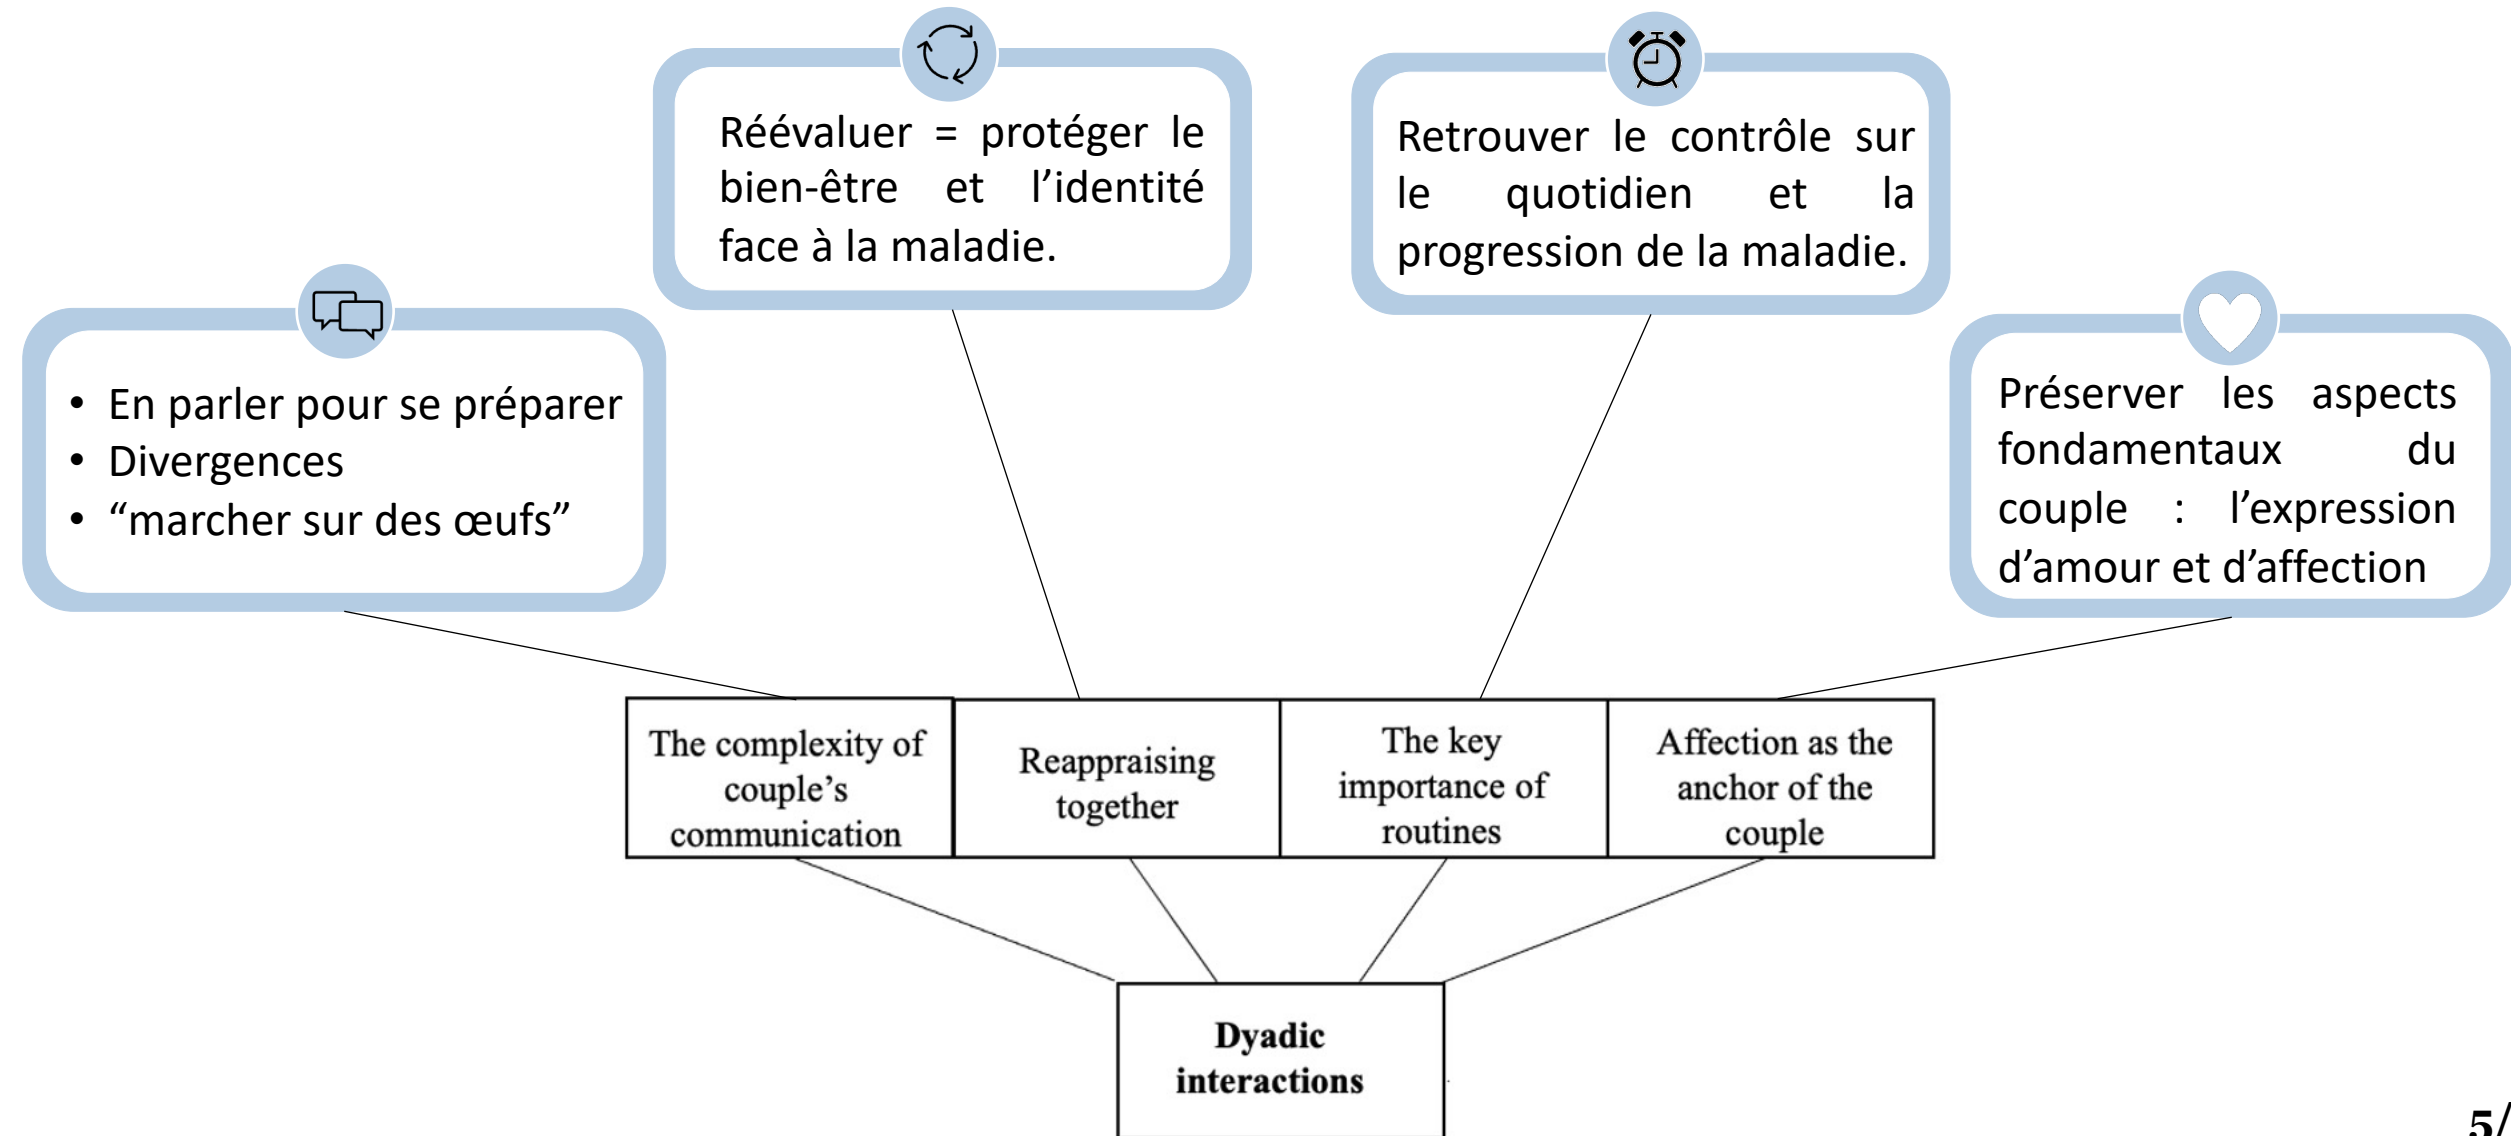 Réévaluer = protéger le
bien-être et l’identité
face à la maladie.
Retrouver le contrôle sur
le quotidien et la
progression de la maladie.
• En parler pour se préparer
• Divergences
• “marcher sur des œufs”
Préserver les aspects
fondamentaux du
couple : l’expression
d’amour et d’affection
The complexity of
couple’s
communication
Reappraising
together
The key
importance of
routines
Affection as the
anchor of the
couple
Dyadic
interactions
5/